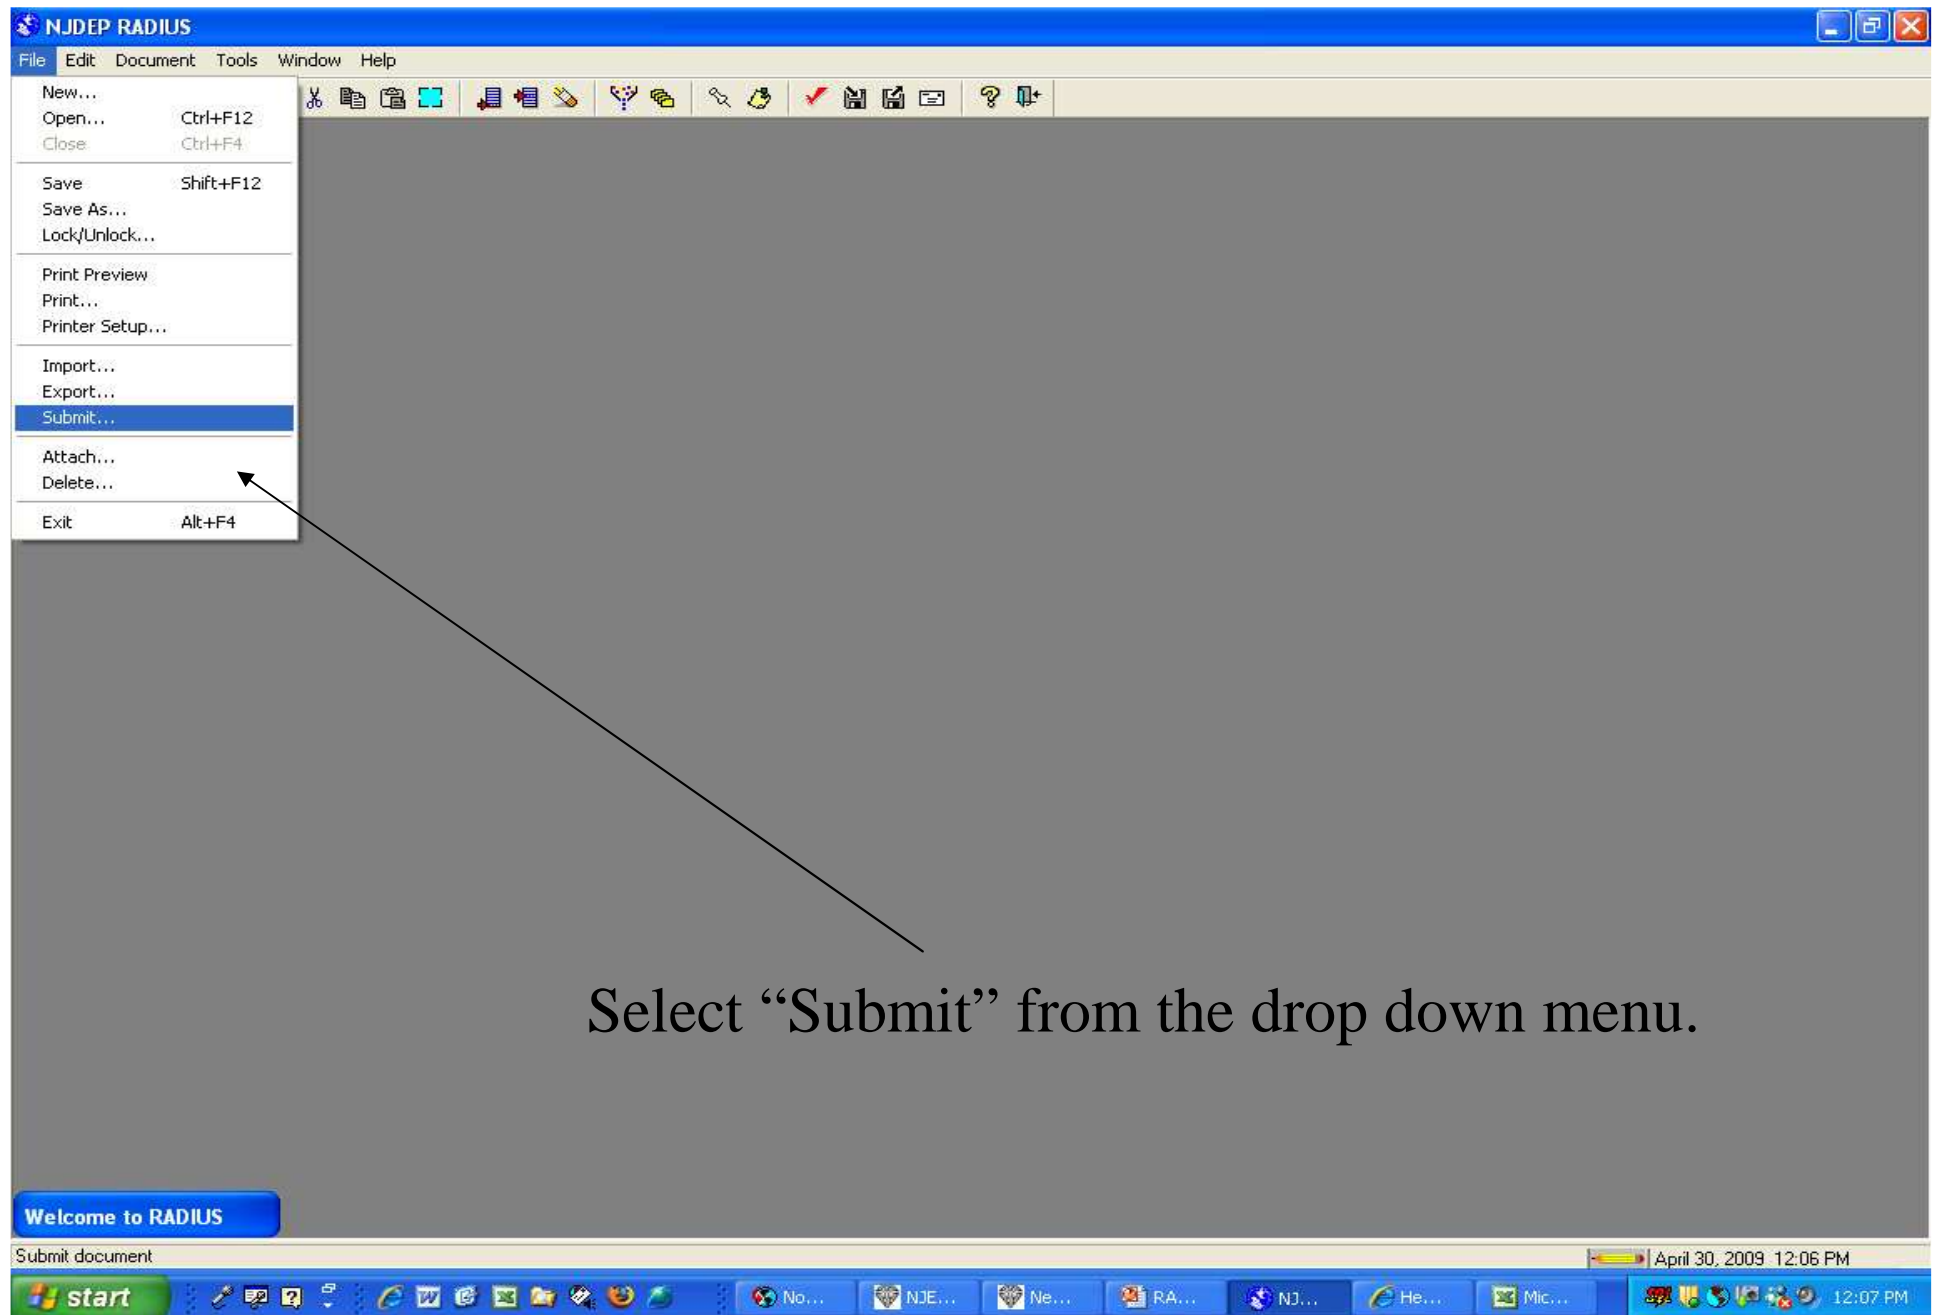 NJDEP RADIUS
File Edit Document Tools Window Help
New...
Open... Ctrl+F12
Close Ctrl+F4
Save Shift+F12
Save As...
Lock/Unlock...
Print Preview
Print...
Printer Setup...
Import...
Export...
Submit...
Attach...
Delete...
Exit Alt+F4
Select “Submit” from the drop down menu.
Welcome to RADIUS
Submit document
April 30, 2009 12:06 PM
start No... NJE... Ne... RA... NJ... He... Mic... 12:07 PM